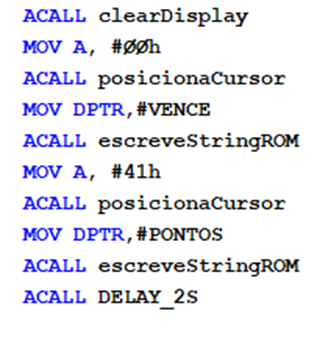 ACALL clearDisplay
MOV A, #00h
ACALL posicionaCursor
MOV DPTR,#VENCE
ACALL escreveStringROM
MOV A, #41h
ACALL posicionaCursor
MOV DPTR,#PONTOS
ACALL escreveStringROM
ACALL DELAY_2S